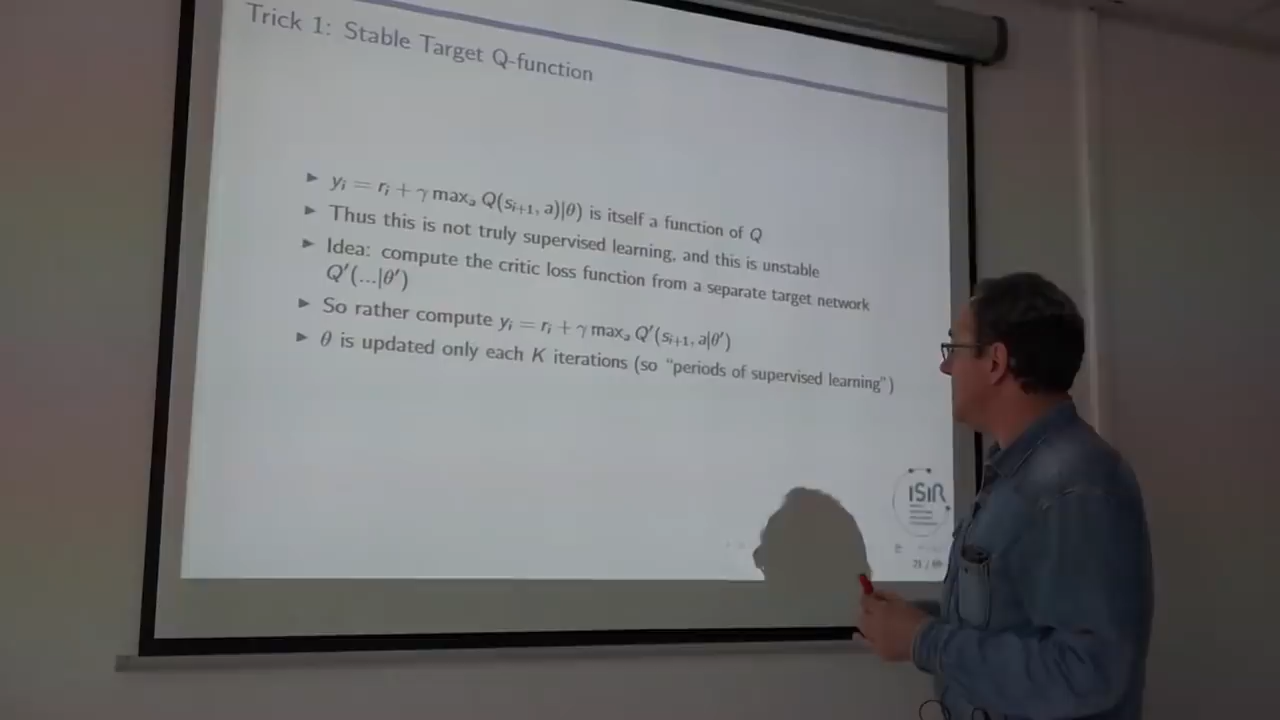 Trick 1: Stable Target Q-function
► yᵢ = rᵢ + γ maxₐ Q(sᵢ₊₁, a)|θ) is itself a function of Q
► Thus this is not truly supervised learning, and this is unstable
► Idea: compute the critic loss function from a separate target network
Q′(...|θ′)
► So rather compute yᵢ = rᵢ + γ maxₐ Q′(sᵢ₊₁, a|θ′)
► θ is updated only each K iterations (so “periods of supervised learning”)
ISIR